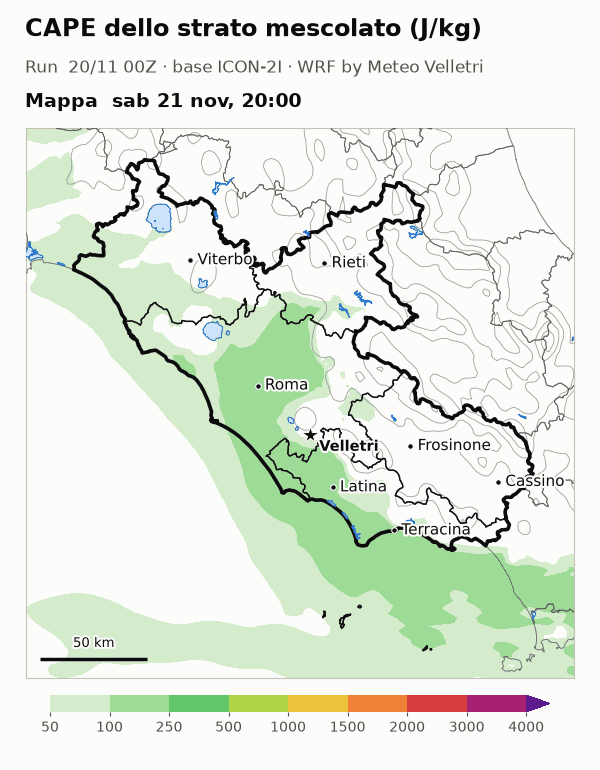 CAPE dello strato mescolato (J/kg)
Run  20/11 00Z · base ICON-2I · WRF by Meteo Velletri
Mappa  sab 21 nov, 20:00
Viterbo
Rieti
Roma
Velletri
Frosinone
Latina
Cassino
Terracina
50 km
50 100 250 500 1000 1500 2000 3000 4000